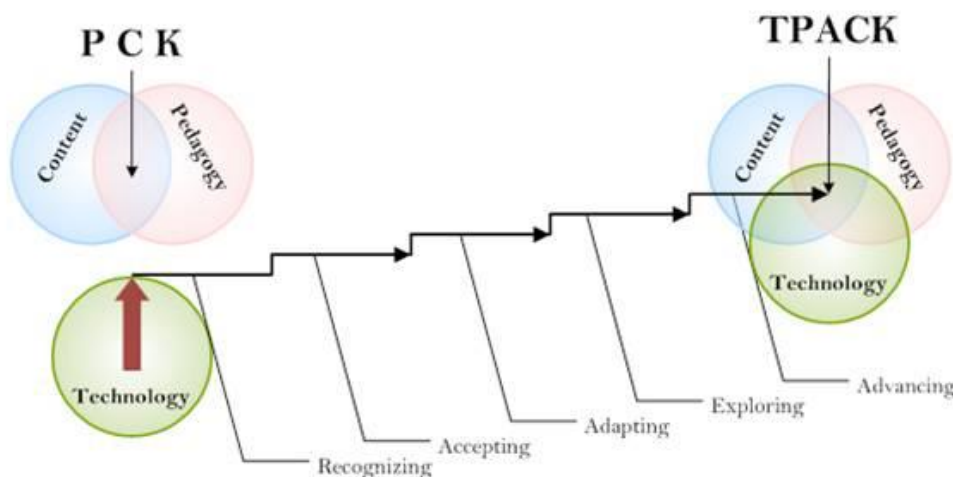 P C K
TPACK
Content
Pedagogy
Content
Pedagogy
Technology
Technology
Advancing
Exploring
Adapting
Accepting
Recognizing